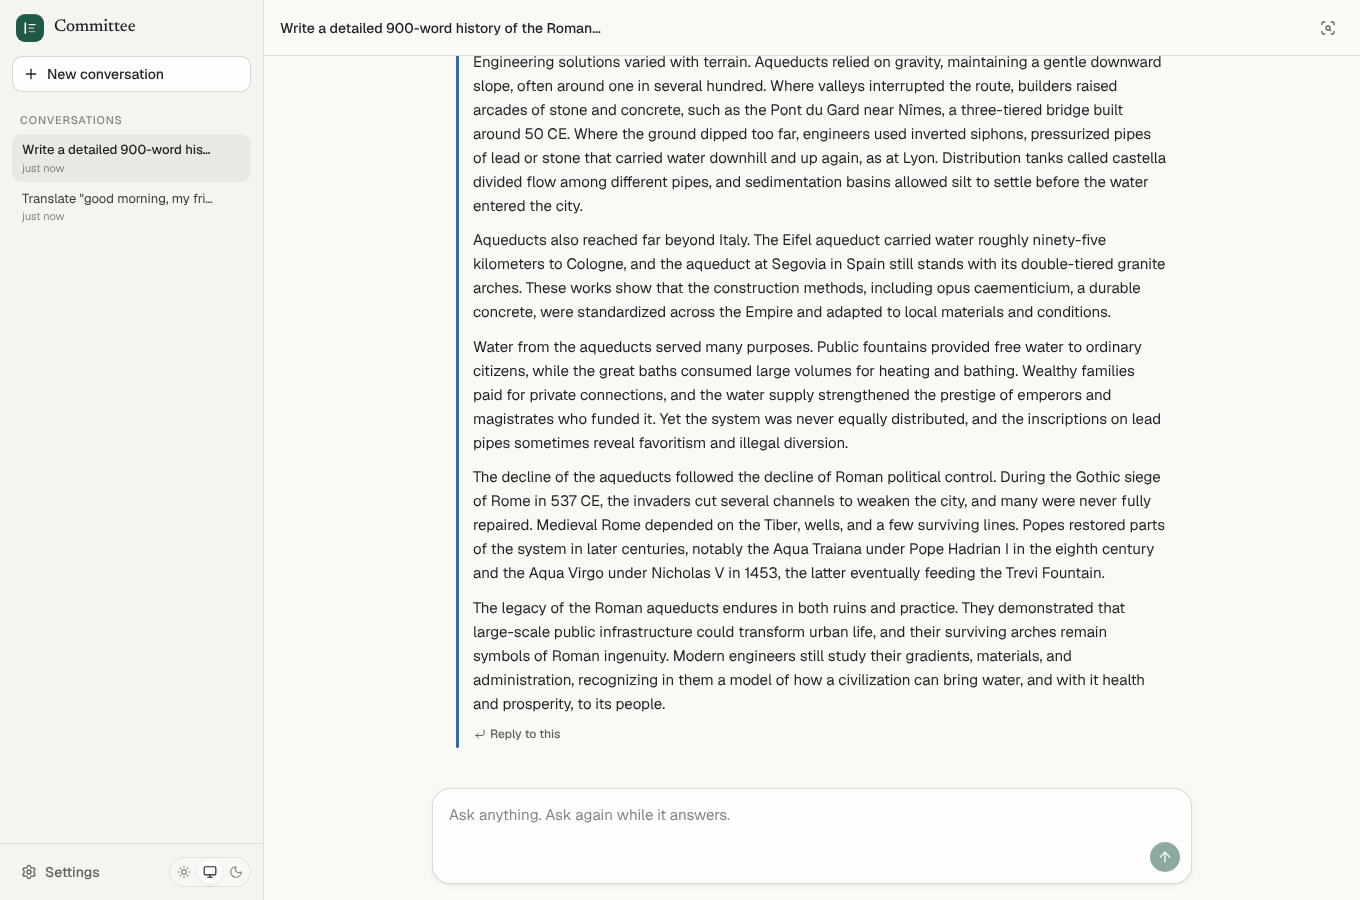 Committee
New conversation
CONVERSATIONS
Write a detailed 900-word his...
just now
Translate "good morning, my fri...
just now
Settings
Write a detailed 900-word history of the Roman...
Engineering solutions varied with terrain. Aqueducts relied on gravity, maintaining a gentle downward
slope, often around one in several hundred. Where valleys interrupted the route, builders raised
arcades of stone and concrete, such as the Pont du Gard near Nîmes, a three-tiered bridge built
around 50 CE. Where the ground dipped too far, engineers used inverted siphons, pressurized pipes
of lead or stone that carried water downhill and up again, as at Lyon. Distribution tanks called castella
divided flow among different pipes, and sedimentation basins allowed silt to settle before the water
entered the city.
Aqueducts also reached far beyond Italy. The Eifel aqueduct carried water roughly ninety-five
kilometers to Cologne, and the aqueduct at Segovia in Spain still stands with its double-tiered granite
arches. These works show that the construction methods, including opus caementicium, a durable
concrete, were standardized across the Empire and adapted to local materials and conditions.
Water from the aqueducts served many purposes. Public fountains provided free water to ordinary
citizens, while the great baths consumed large volumes for heating and bathing. Wealthy families
paid for private connections, and the water supply strengthened the prestige of emperors and
magistrates who funded it. Yet the system was never equally distributed, and the inscriptions on lead
pipes sometimes reveal favoritism and illegal diversion.
The decline of the aqueducts followed the decline of Roman political control. During the Gothic siege
of Rome in 537 CE, the invaders cut several channels to weaken the city, and many were never fully
repaired. Medieval Rome depended on the Tiber, wells, and a few surviving lines. Popes restored parts
of the system in later centuries, notably the Aqua Traiana under Pope Hadrian I in the eighth century
and the Aqua Virgo under Nicholas V in 1453, the latter eventually feeding the Trevi Fountain.
The legacy of the Roman aqueducts endures in both ruins and practice. They demonstrated that
large-scale public infrastructure could transform urban life, and their surviving arches remain
symbols of Roman ingenuity. Modern engineers still study their gradients, materials, and
administration, recognizing in them a model of how a civilization can bring water, and with it health
and prosperity, to its people.
Reply to this
Ask anything. Ask again while it answers.